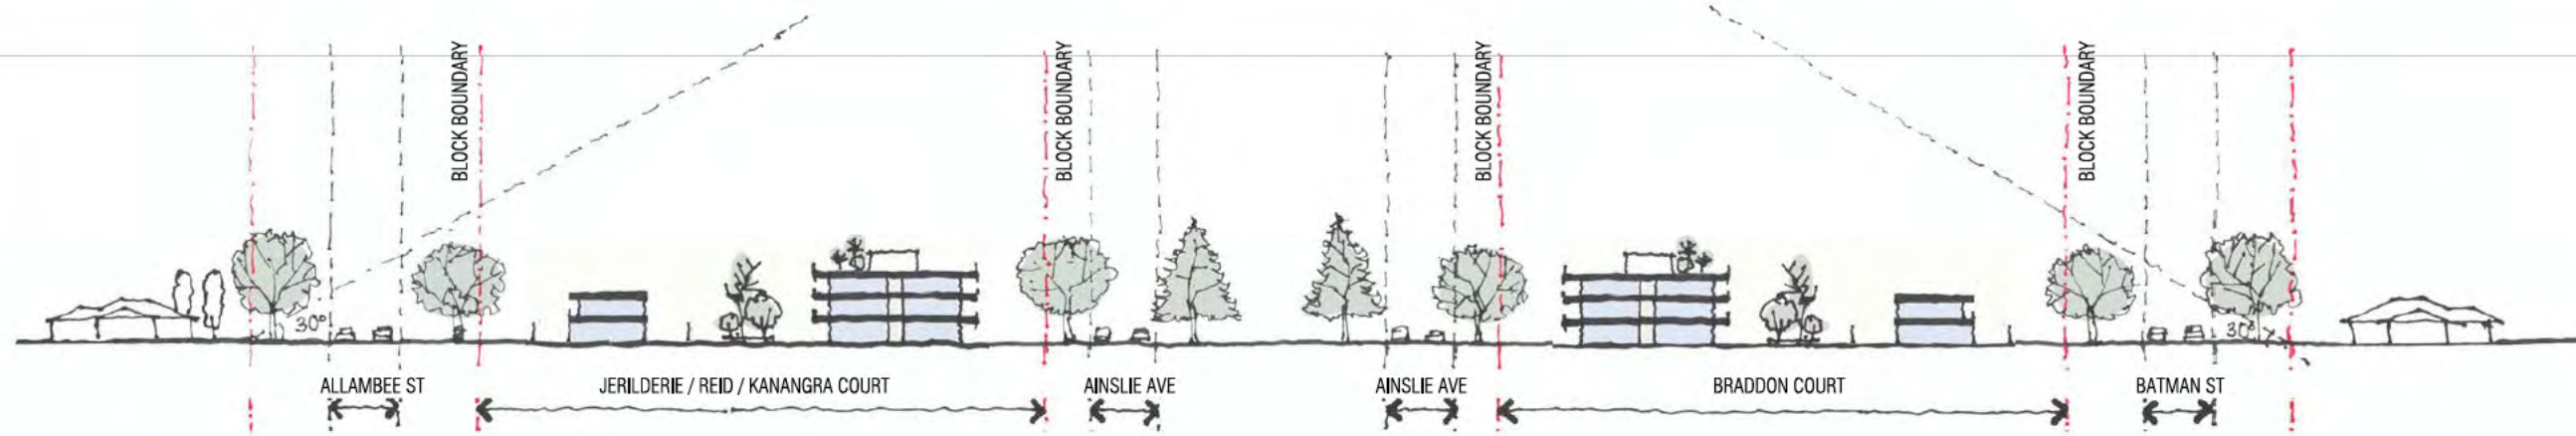 BLOCK BOUNDARY
BLOCK BOUNDARY
BLOCK BOUNDARY
BLOCK BOUNDARY
30°
30°
ALLAMBEE ST
JERILDERIE / REID / KANANGRA COURT
AINSLIE AVE
AINSLIE AVE
BRADDON COURT
BATMAN ST